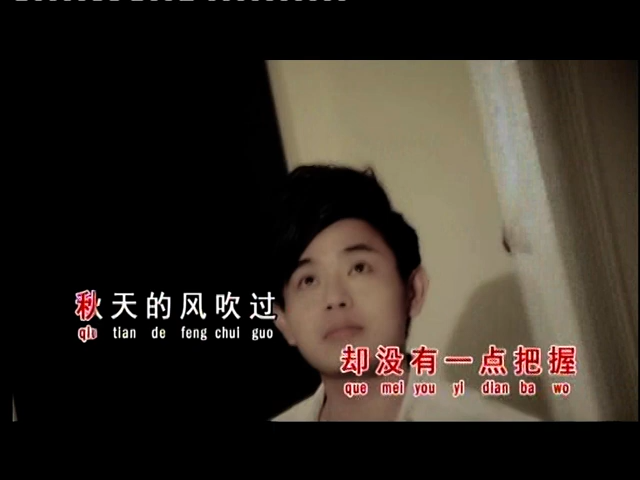 秋天的风吹过
qiu tian de feng chui guo
却没有一点把握
que mei you yi dian ba wo